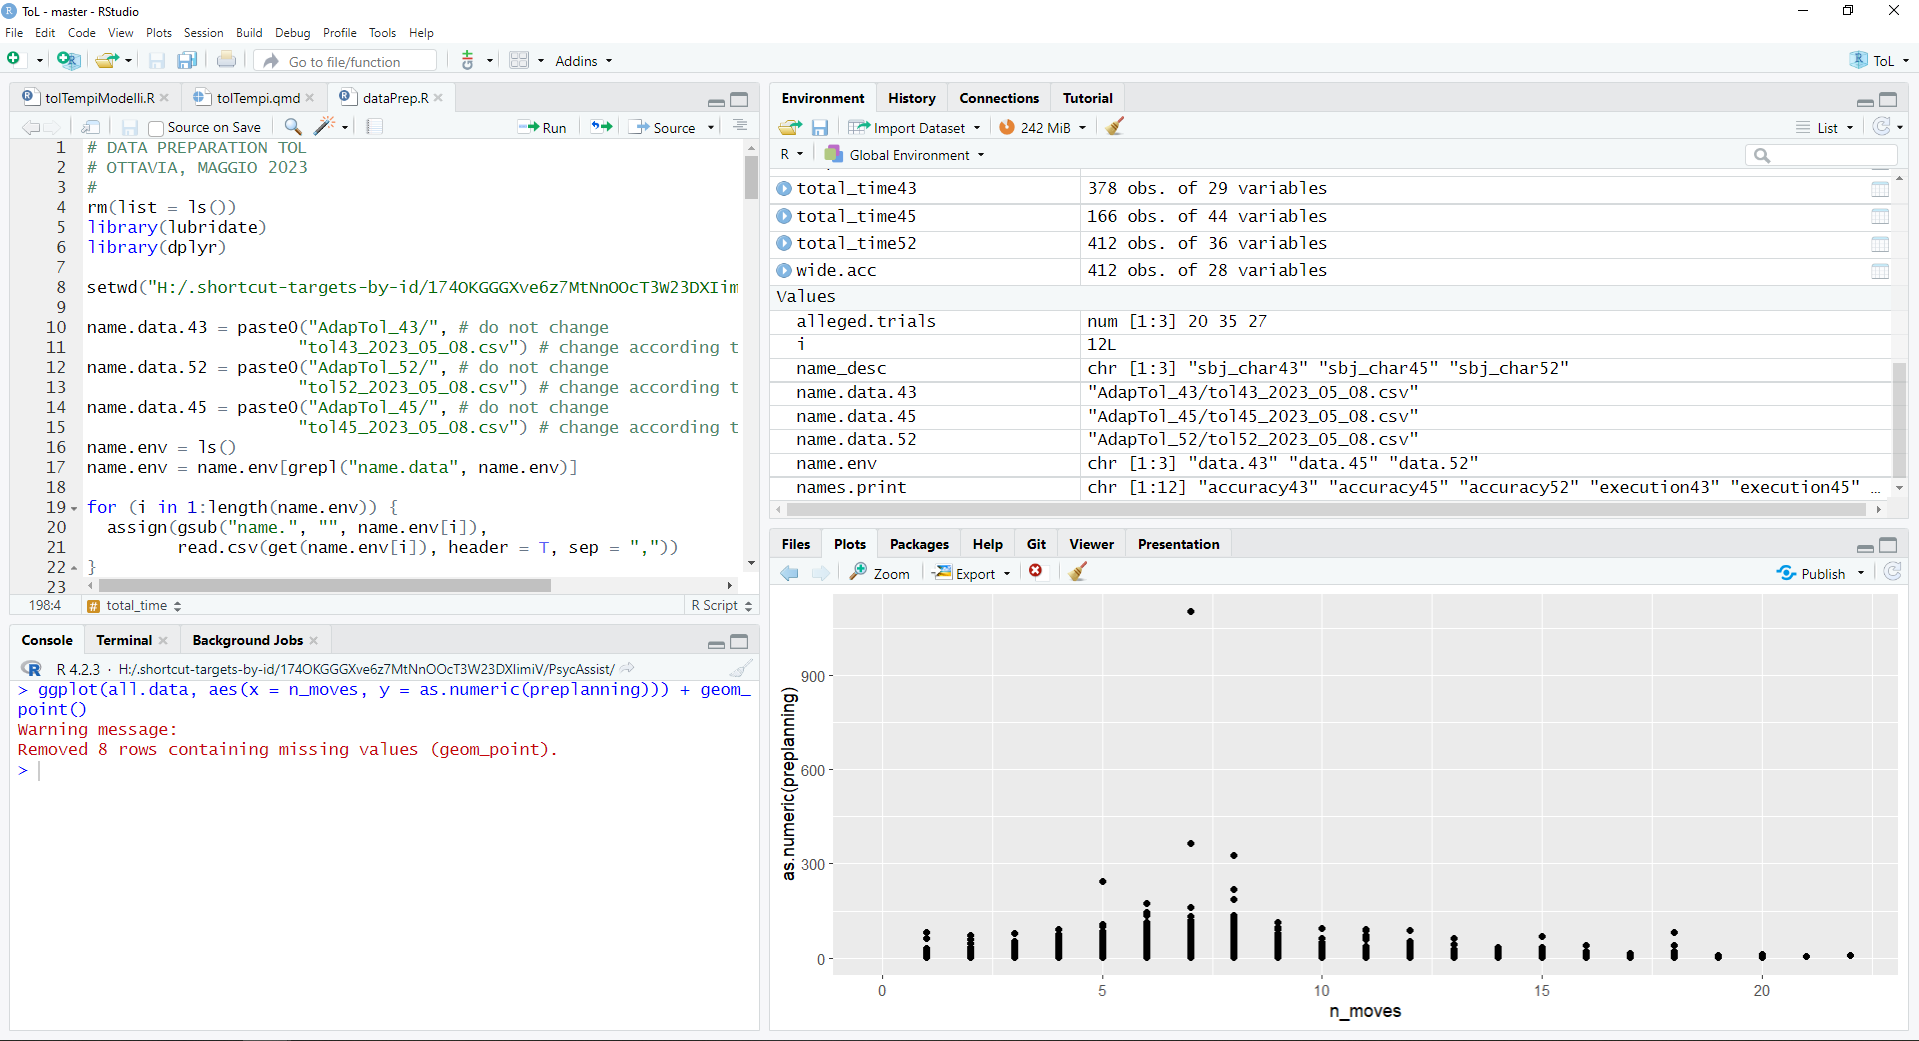 ToL - master - RStudio
File Edit Code View Plots Session Build Debug Profile Tools Help
Go to file/function Addins ToL
tolTempiModelli.R tolTempi.qmd dataPrep.R
Source on Save Run Source
1 # DATA PREPARATION TOL
2 # OTTAVIA, MAGGIO 2023
3 #
4 rm(list = ls())
5 library(lubridate)
6 library(dplyr)
7
8 setwd("H:/.shortcut-targets-by-id/174OKGGGXve6z7MtNnOOcT3W23DXIim
9
10 name.data.43 = paste0("AdapTol_43/", # do not change
11 "tol43_2023_05_08.csv") # change according t
12 name.data.52 = paste0("AdapTol_52/", # do not change
13 "tol52_2023_05_08.csv") # change according t
14 name.data.45 = paste0("AdapTol_45/", # do not change
15 "tol45_2023_05_08.csv") # change according t
16 name.env = ls()
17 name.env = name.env[grepl("name.data", name.env)]
18
19 for (i in 1:length(name.env)) {
20 assign(gsub("name.", "", name.env[i]),
21 read.csv(get(name.env[i]), header = T, sep = ","))
22 }
23
198:4 # total_time R Script
Console Terminal Background Jobs
R 4.2.3 · H:/.shortcut-targets-by-id/174OKGGGXve6z7MtNnOOcT3W23DXIimiV/PsycAssist/
> ggplot(all.data, aes(x = n_moves, y = as.numeric(preplanning))) + geom_
point()
Warning message:
Removed 8 rows containing missing values (geom_point).
>
Environment History Connections Tutorial
Import Dataset 242 MiB List
R Global Environment
total_time43 378 obs. of 29 variables
total_time45 166 obs. of 44 variables
total_time52 412 obs. of 36 variables
wide.acc 412 obs. of 28 variables
Values
alleged.trials num [1:3] 20 35 27
i 12L
name_desc chr [1:3] "sbj_char43" "sbj_char45" "sbj_char52"
name.data.43 "AdapTol_43/tol43_2023_05_08.csv"
name.data.45 "AdapTol_45/tol45_2023_05_08.csv"
name.data.52 "AdapTol_52/tol52_2023_05_08.csv"
name.env chr [1:3] "data.43" "data.45" "data.52"
names.print chr [1:12] "accuracy43" "accuracy45" "accuracy52" "execution43" "execution45" …
Files Plots Packages Help Git Viewer Presentation
Zoom Export Publish
as.numeric(preplanning)
900
600
300
0
0 5 10 15 20
n_moves